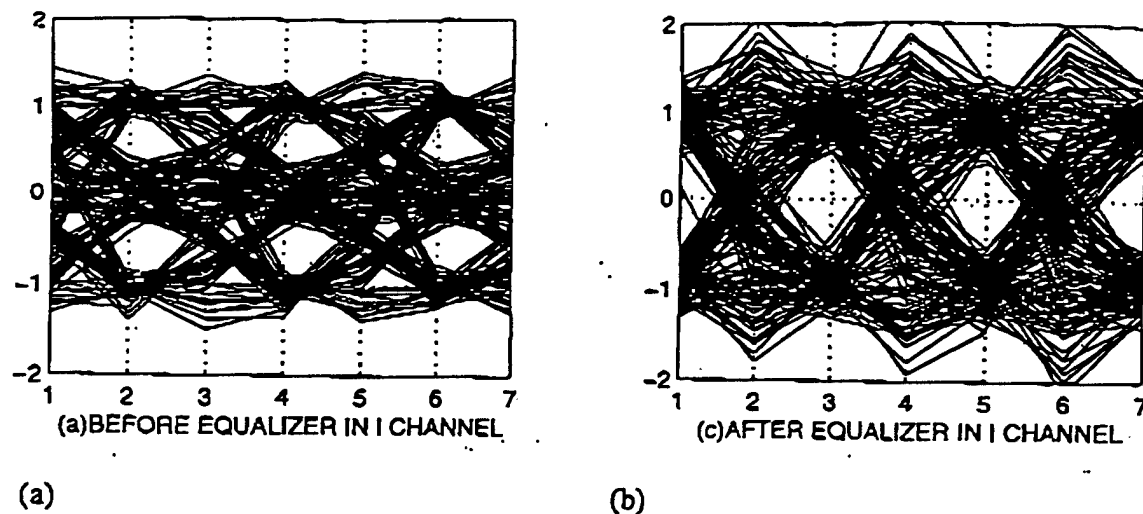 2
1
0
-1
-2
1 2 3 4 5 6 7
(a)BEFORE EQUALIZER IN I CHANNEL
(a)
2
1
0
-1
-2
1 2 3 4 5 6 7
(c)AFTER EQUALIZER IN I CHANNEL
(b)